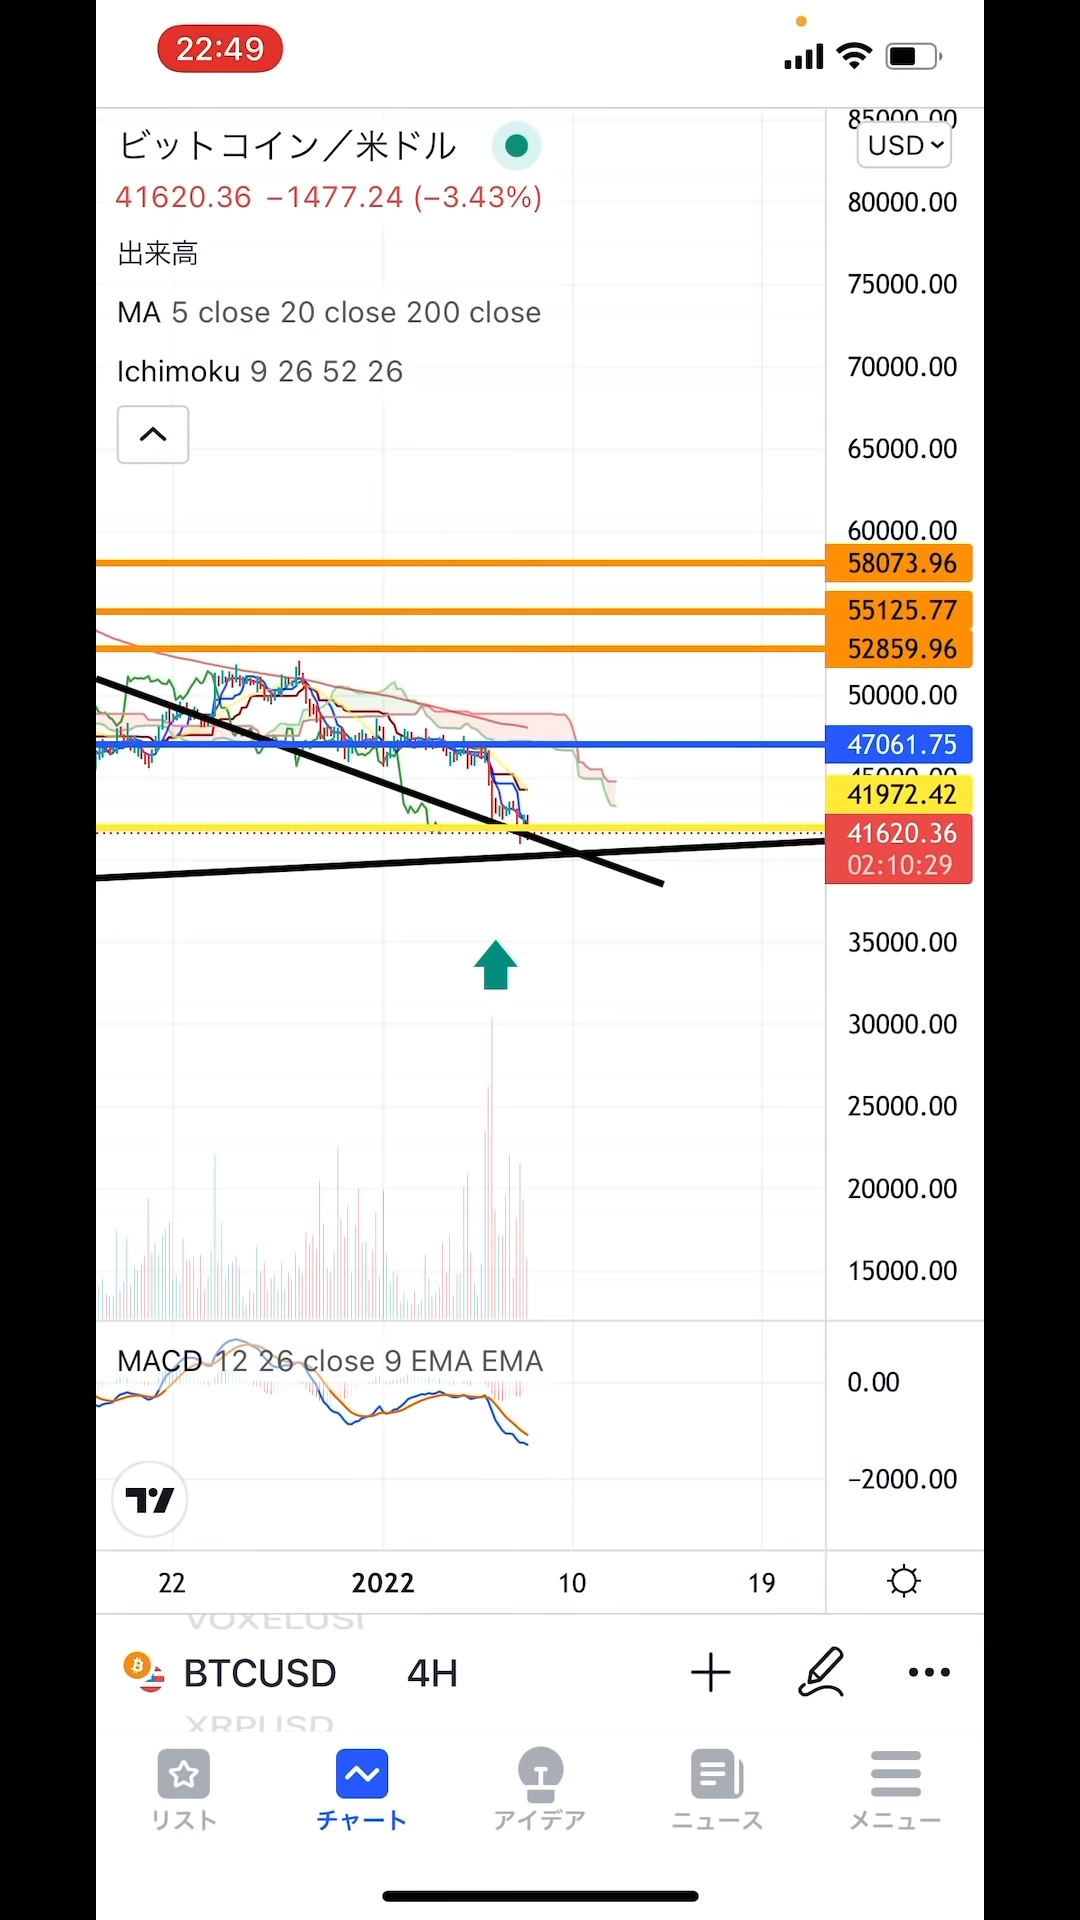 22:49
85000.00
ビットコイン／米ドル
USD
41620.36 −1477.24 (−3.43%)
80000.00
出来高
75000.00
MA 5 close 20 close 200 close
Ichimoku 9 26 52 26
70000.00
65000.00
60000.00
58073.96
55125.77
52859.96
50000.00
47061.75
45000.00
41972.42
41620.36
02:10:29
35000.00
30000.00
25000.00
20000.00
15000.00
MACD 12 26 close 9 EMA EMA
0.00
−2000.00
22
2022
10
19
VOXELUSI
BTCUSD
4H
XRPUSD
リスト
チャート
アイデア
ニュース
メニュー